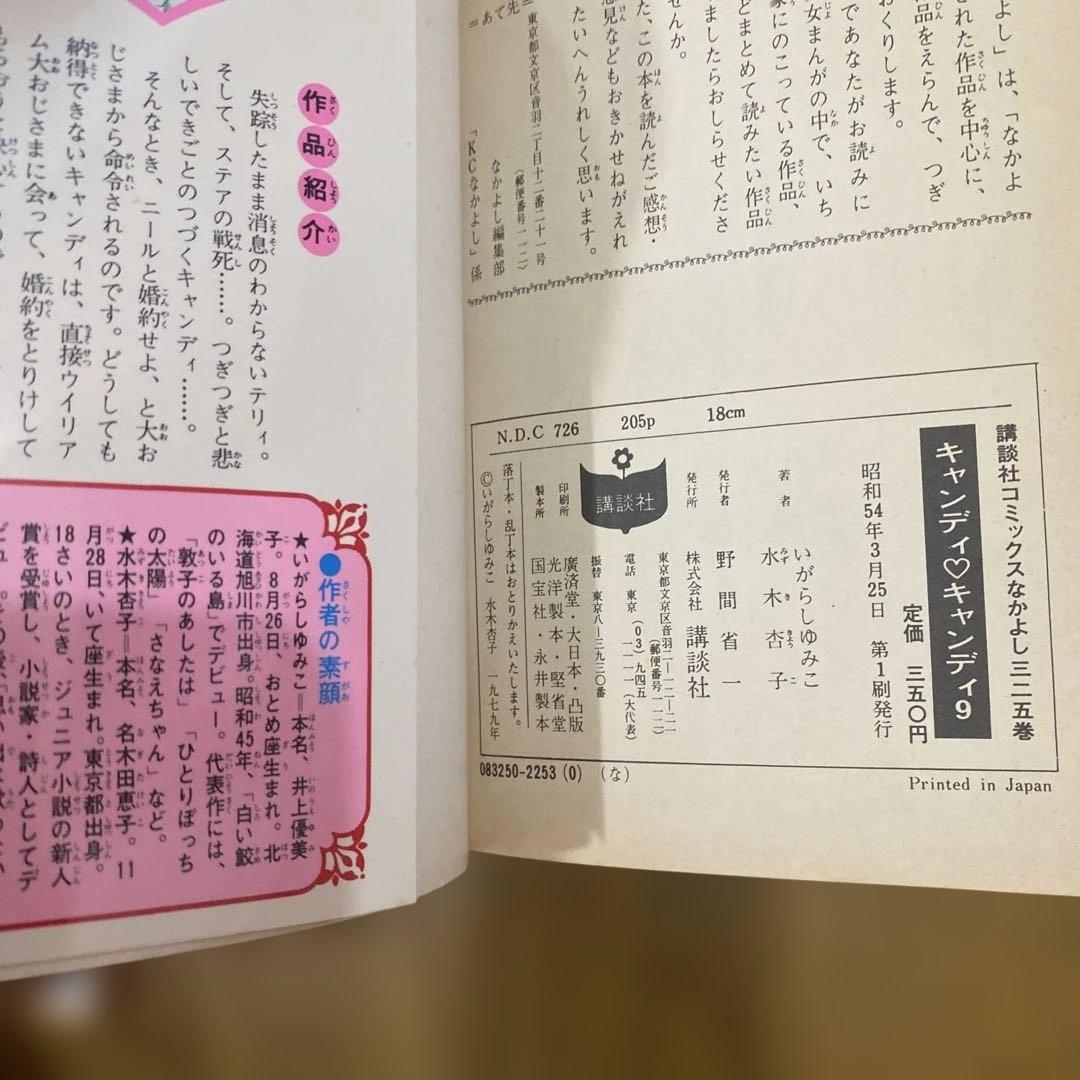 よし」は、「なかよ
された作品を中心に、
作品をえらんで、つぎ
おくりします。
であなたがお読みに
女まんがの中で、いち
家にのこっている作品、
どまとめて読みたい作品
ましたらおしらせくださ
せんか。
た、この本を読んだご感想・
意見などもおきかせねがえれ
たいへんうれしく思います。
あて先
東京都文京区音羽二丁目十二番二十一号
(郵便番号一一二)
なかよし編集部
「KCなかよし」係
講談社コミックスなかよし三二五巻
キャンディ♡キャンディ9
定価 三五〇円
昭和54年3月25日 第1刷発行
著者 いがらしゆみこ
水木杏子
発行者 野間省一
発行所 株式会社 講談社
東京都文京区音羽二―一二―二一
(郵便番号一一二)
電話 東京(03)九四五―一一一一(大代表)
振替 東京八―三九三〇番
講談社
印刷所 廣済堂・大日本・凸版
製本所 光洋製本・堅省堂
国宝社・永井製本
落丁本・乱丁本はおとりかえいたします。
©いがらしゆみこ 水木杏子 一九七九年
N.D.C 726 205p 18cm
083250-2253(0) (な)
Printed in Japan
作品紹介
失踪したまま消息のわからないテリィ。
そして、ステアの戦死……。つぎつぎと悲
しいできごとのつづくキャンディ……。
そんなとき、ニールと婚約せよ、と大お
じさまから命令されるのです。どうしても
納得できないキャンディは、直接ウイリア
ム大おじさまに会って、婚約をとりけして
●作者の素顔
★いがらしゆみこ＝本名、井上優美
子。8月26日、おとめ座生まれ。北
海道旭川市出身。昭和45年、「白い鮫
のいる島」でデビュー。代表作には、
「敦子のあしたは」「ひとりぼっち
の太陽」「さなえちゃん」など。
★水木杏子＝本名、名木田恵子。11
月28日、いて座生まれ。東京都出身。
18さいのとき、ジュニア小説の新人
賞を受賞し、小説家・詩人としてデ